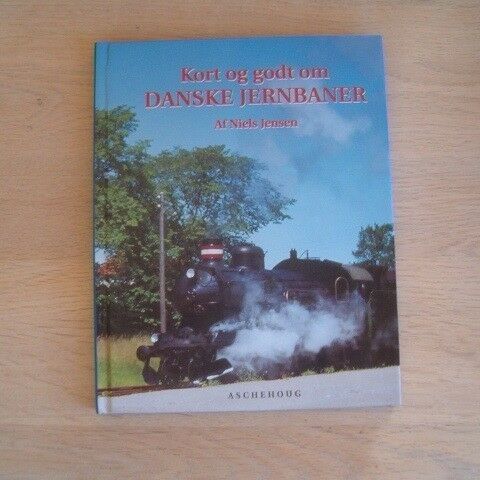 Kort og godt om
DANSKE JERNBANER
Af Niels Jensen
ASCHEHOUG